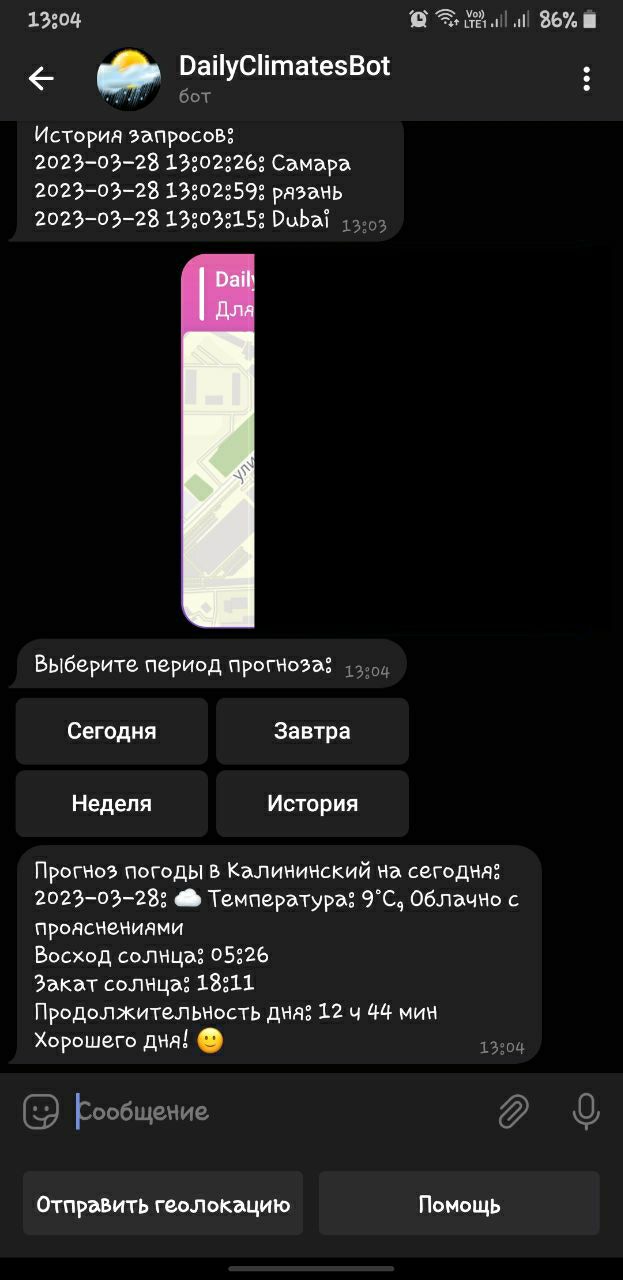 13:04
Vo)) LTE1 86%
DailyClimatesBot
бот
История запросов:
2023-03-28 13:02:26: Самара
2023-03-28 13:02:59: рязань
2023-03-28 13:03:15: Dubai 13:03
Daily
Для
ули
Выберите период прогноза: 13:04
Сегодня Завтра
Неделя История
Прогноз погоды в Калининский на сегодня:
2023-03-28: ☁️ Температура: 9°C, Облачно с
прояснениями
Восход солнца: 05:26
Закат солнца: 18:11
Продолжительность дня: 12 ч 44 мин
Хорошего дня! 🙂
13:04
Сообщение
Отправить геолокацию Помощь